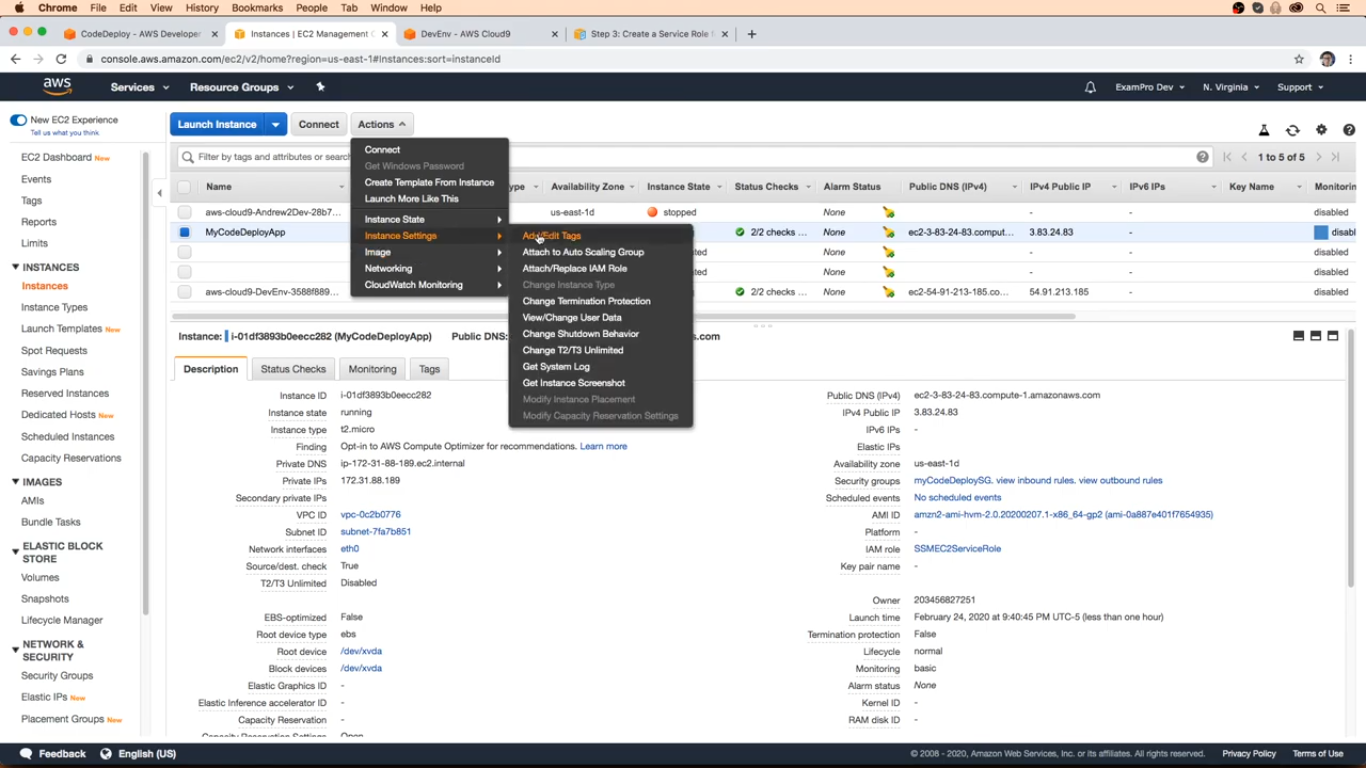 Chrome File Edit View History Bookmarks People Tab Window Help
CodeDeploy - AWS Developer Instances | EC2 Management DevEnv - AWS Cloud9 Step 3: Create a Service Role
console.aws.amazon.com/ec2/v2/home?region=us-east-1#Instances:sort=instanceId
aws Services Resource Groups ExamPro Dev N. Virginia Support
New EC2 Experience
Tell us what you think
Launch Instance Connect Actions
EC2 Dashboard New
Events
Tags
Reports
Limits
INSTANCES
Instances
Instance Types
Launch Templates New
Spot Requests
Savings Plans
Reserved Instances
Dedicated Hosts New
Scheduled Instances
Capacity Reservations
IMAGES
AMIs
Bundle Tasks
ELASTIC BLOCK
STORE
Volumes
Snapshots
Lifecycle Manager
NETWORK &
SECURITY
Security Groups
Elastic IPs New
Placement Groups New
Filter by tags and attributes or search 1 to 5 of 5
Name Availability Zone Instance State Status Checks Alarm Status Public DNS (IPv4) IPv4 Public IP IPv6 IPs Key Name Monitorin
aws-cloud9-Andrew2Dev-28b7... us-east-1d stopped None - - disabled
MyCodeDeployApp 2/2 checks ... None ec2-3-83-24-83.comput... 3.83.24.83 - disabl
None - - disabled
None - - disabled
aws-cloud9-DevEnv-3588f889... 2/2 checks ... None ec2-54-91-213-185.co... 54.91.213.185 - disabled
Connect
Get Windows Password
Create Template From Instance
Launch More Like This
Instance State
Instance Settings
Image
Networking
CloudWatch Monitoring
Add/Edit Tags
Attach to Auto Scaling Group
Attach/Replace IAM Role
Change Instance Type
Change Termination Protection
View/Change User Data
Change Shutdown Behavior
Change T2/T3 Unlimited
Get System Log
Get Instance Screenshot
Modify Instance Placement
Modify Capacity Reservation Settings
Instance: i-01df3893b0eecc282 (MyCodeDeployApp) Public DNS: s.com
Description Status Checks Monitoring Tags
Instance ID i-01df3893b0eecc282
Instance state running
Instance type t2.micro
Finding Opt-in to AWS Compute Optimizer for recommendations. Learn more
Private DNS ip-172-31-88-189.ec2.internal
Private IPs 172.31.88.189
Secondary private IPs
VPC ID vpc-0c2b0776
Subnet ID subnet-7fa7b851
Network interfaces eth0
Source/dest. check True
T2/T3 Unlimited Disabled
EBS-optimized False
Root device type ebs
Root device /dev/xvda
Block devices /dev/xvda
Elastic Graphics ID -
Elastic Inference accelerator ID -
Capacity Reservation -
Capacity Reservation Settings Open
Public DNS (IPv4) ec2-3-83-24-83.compute-1.amazonaws.com
IPv4 Public IP 3.83.24.83
IPv6 IPs -
Elastic IPs
Availability zone us-east-1d
Security groups myCodeDeploySG. view inbound rules. view outbound rules
Scheduled events No scheduled events
AMI ID amzn2-ami-hvm-2.0.20200207.1-x86_64-gp2 (ami-0a887e401f7654935)
Platform -
IAM role SSMEC2ServiceRole
Key pair name -
Owner 203456827251
Launch time February 24, 2020 at 9:40:45 PM UTC-5 (less than one hour)
Termination protection False
Lifecycle normal
Monitoring basic
Alarm status None
Kernel ID -
RAM disk ID -
Feedback English (US) © 2008 - 2020, Amazon Web Services, Inc. or its affiliates. All rights reserved. Privacy Policy Terms of Use